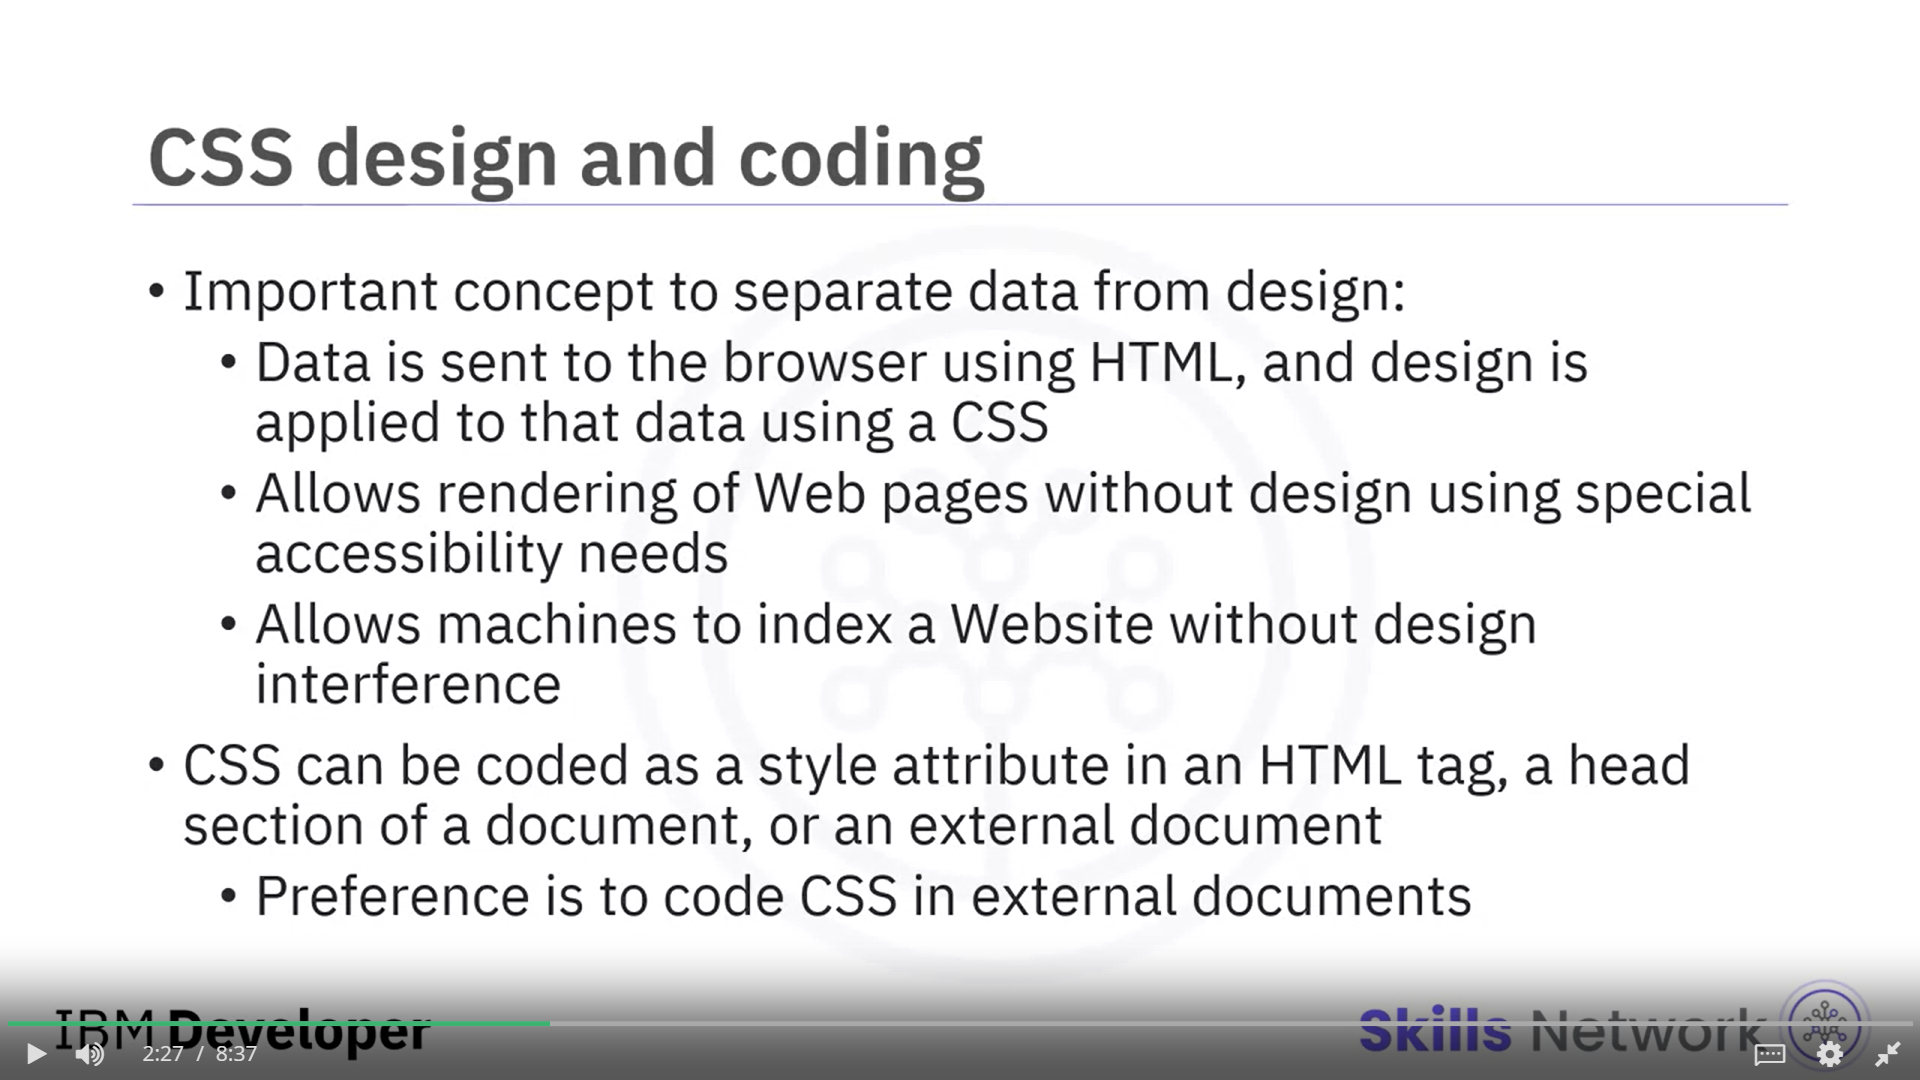 CSS design and coding
• Important concept to separate data from design:
• Data is sent to the browser using HTML, and design is
applied to that data using a CSS
• Allows rendering of Web pages without design using special
accessibility needs
• Allows machines to index a Website without design
interference
• CSS can be coded as a style attribute in an HTML tag, a head
section of a document, or an external document
• Preference is to code CSS in external documents
IBM Developer
Skills Network
2:27 / 8:37